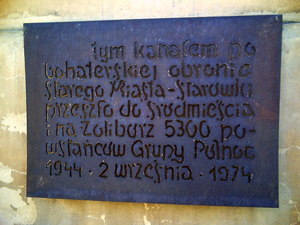 tym kanałem po
bohaterskiej obronie
Starego Miasta-Starówki
przeszło do Śródmieścia
i na Żoliborz 5300 po-
wstańców Grupy Północ
1944 · 2 września · 1974